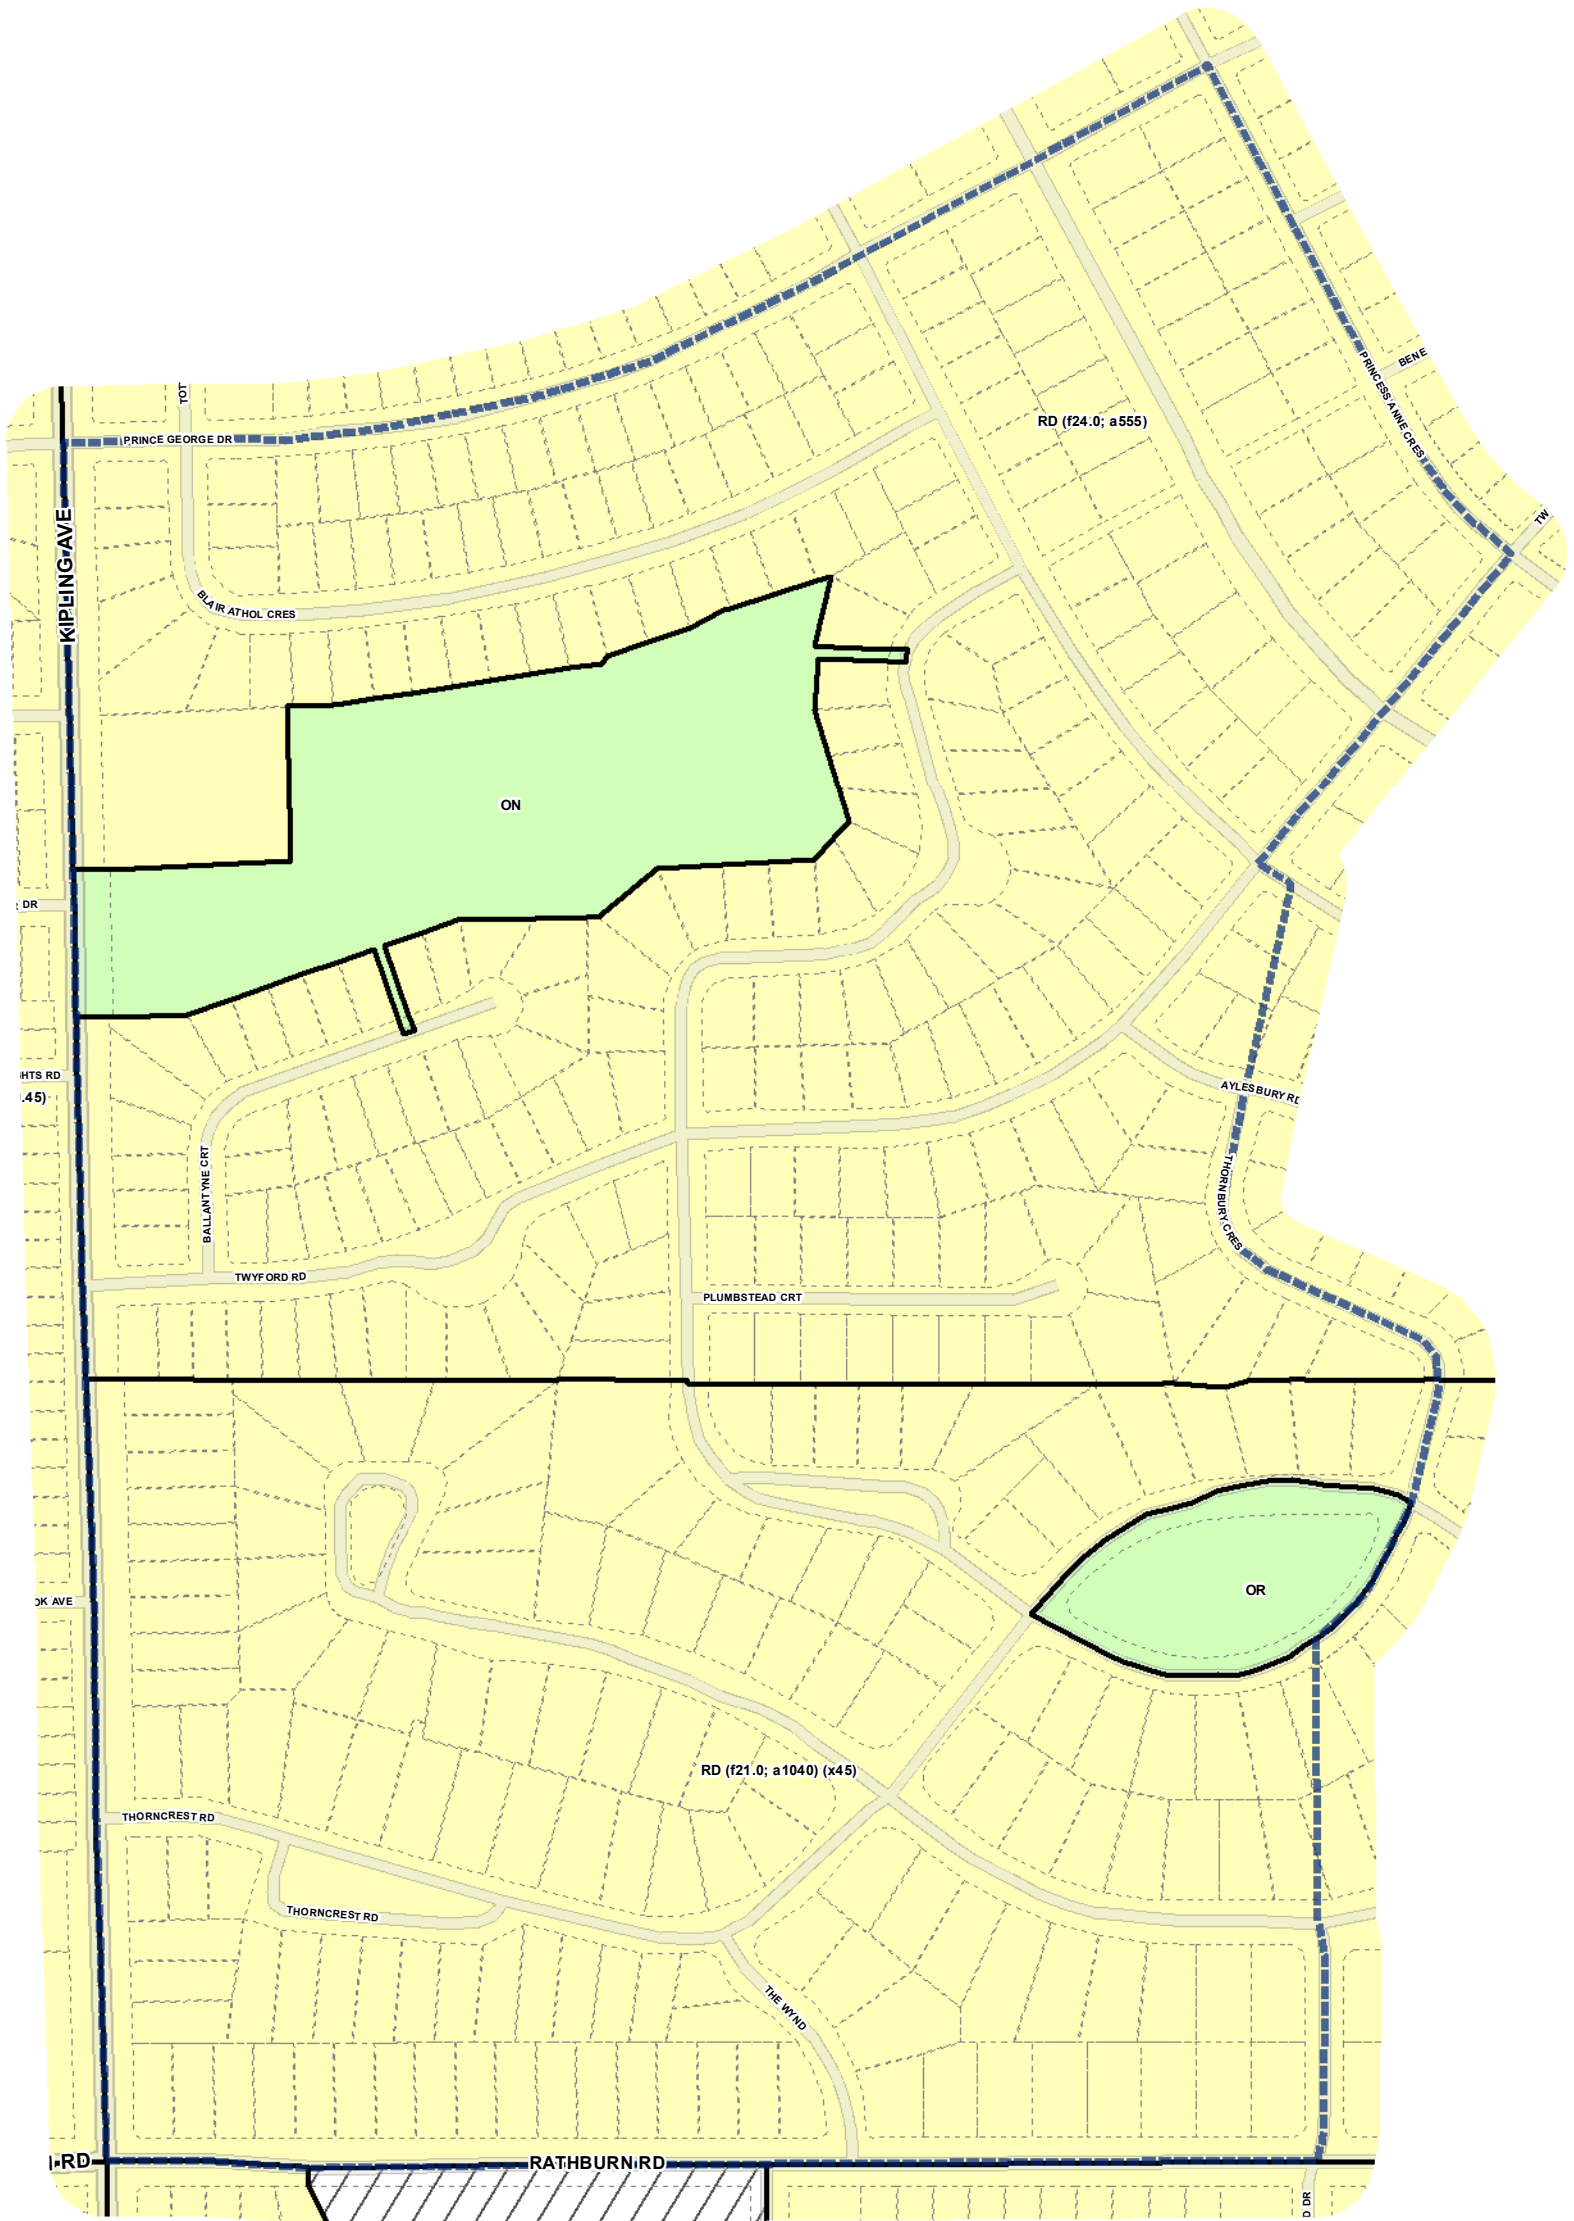 TOT
BENE
PRINCESS ANNE CRES
RD (f24.0; a555)
PRINCE GEORGE DR
TW
KIPLING AVE
BLAIR ATHOL CRES
ON
DR
GHTS RD
.45)
AYLESBURY RD
BALLANTYNE CRT
THORNBURY CRES
TWYFORD RD
PLUMBSTEAD CRT
OR
OK AVE
RD (f21.0; a1040) (x45)
THORNCREST RD
THORNCREST RD
THE WYND
RD
RATHBURN RD
D DR